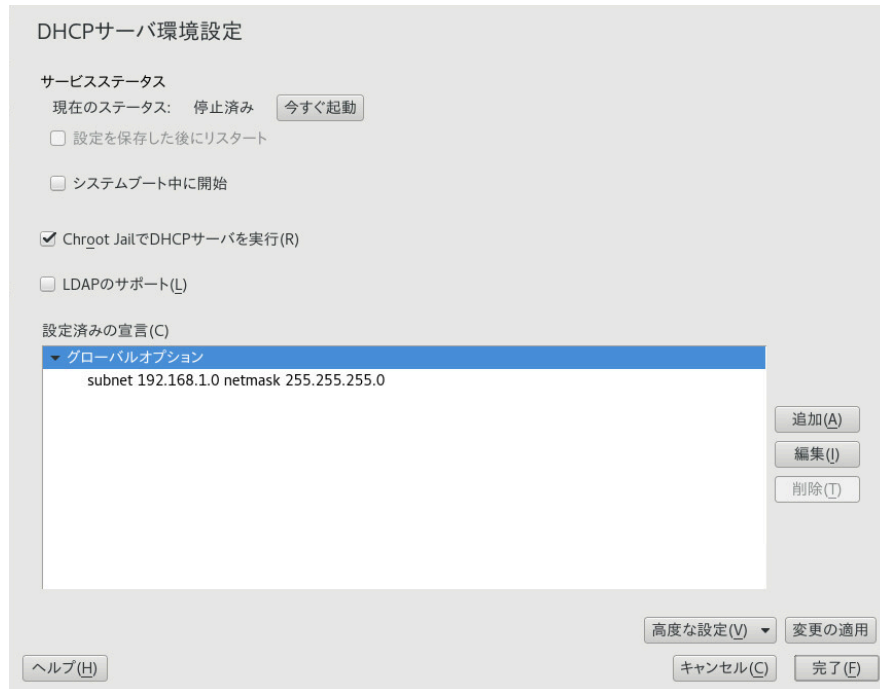 DHCPサーバ環境設定
サービスステータス
現在のステータス: 停止済み 今すぐ起動
設定を保存した後にリスタート
システムブート中に開始
Chroot JailでDHCPサーバを実行(R)
LDAPのサポート(L)
設定済みの宣言(C)
グローバルオプション
subnet 192.168.1.0 netmask 255.255.255.0
追加(A)
編集(I)
削除(T)
高度な設定(V) 変更の適用
ヘルプ(H) キャンセル(C) 完了(F)